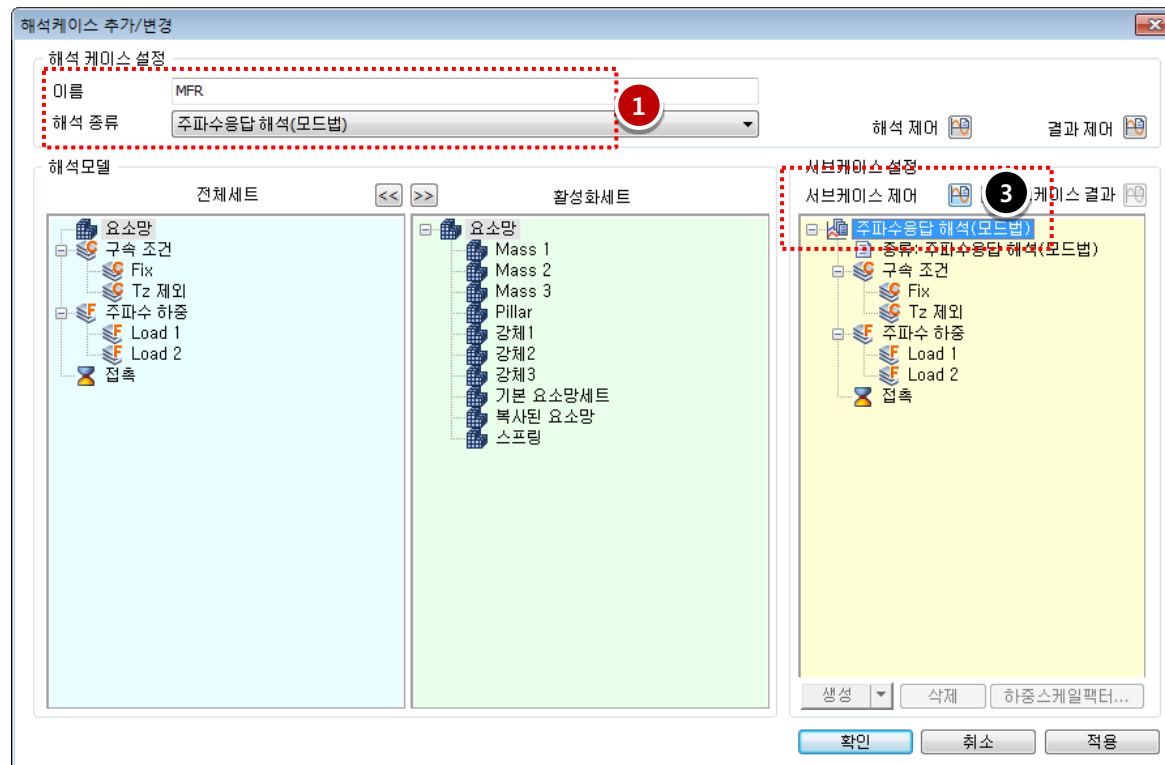 해석케이스 추가/변경
해석 케이스 설정
이름 MFR
해석 종류 주파수응답 해석(모드법)
1
해석 제어 결과 제어
해석모델
전체세트 << >> 활성화세트
요소망
구속 조건
Fix
Tz 제외
주파수 하중
Load 1
Load 2
접촉
요소망
Mass 1
Mass 2
Mass 3
Pillar
강체1
강체2
강체3
기본 요소망세트
복사된 요소망
스프링
서브케이스 설정
서브케이스 제어 3 케이스 결과
주파수응답 해석(모드법)
종류: 주파수응답 해석(모드법)
구속 조건
Fix
Tz 제외
주파수 하중
Load 1
Load 2
접촉
생성 삭제 하중스케일팩터...
확인 취소 적용